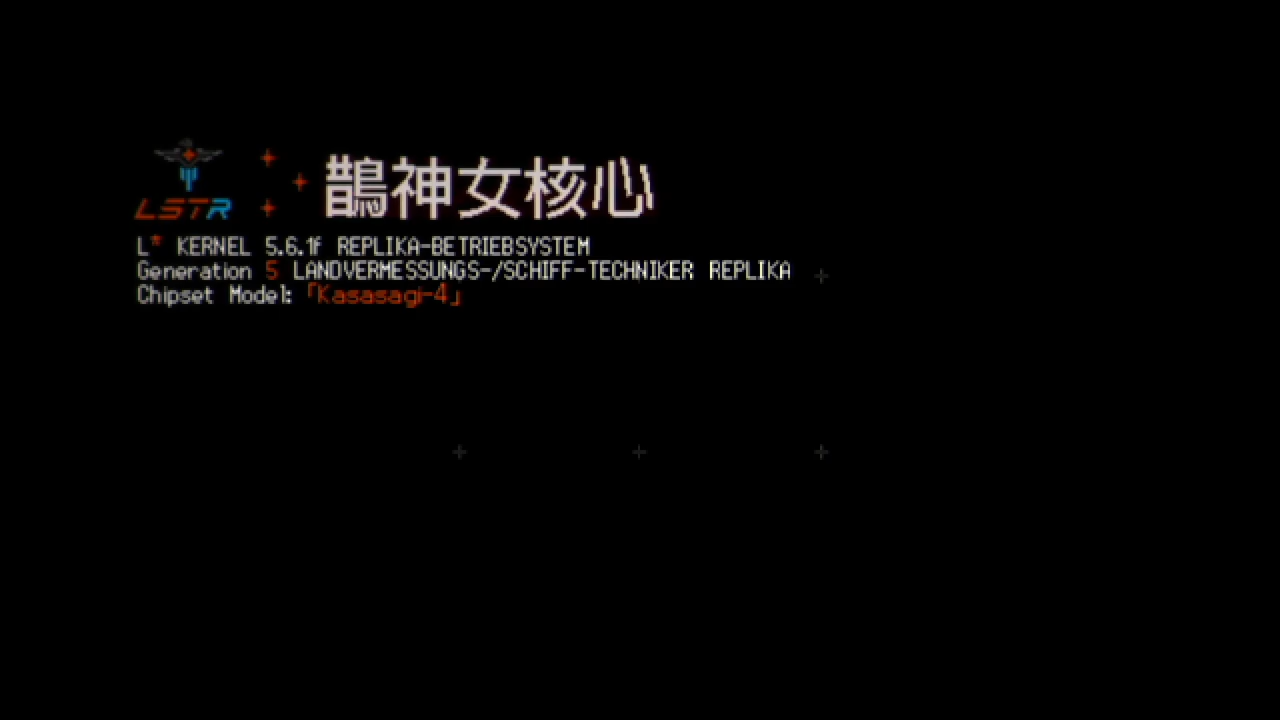 LSTR
鵲神女核心
L* KERNEL 5.6.1f REPLIKA-BETRIEBSYSTEM
Generation 5 LANDVERMESSUNGS-/SCHIFF-TECHNIKER REPLIKA
Chipset Model: 「Kasasagi-4」